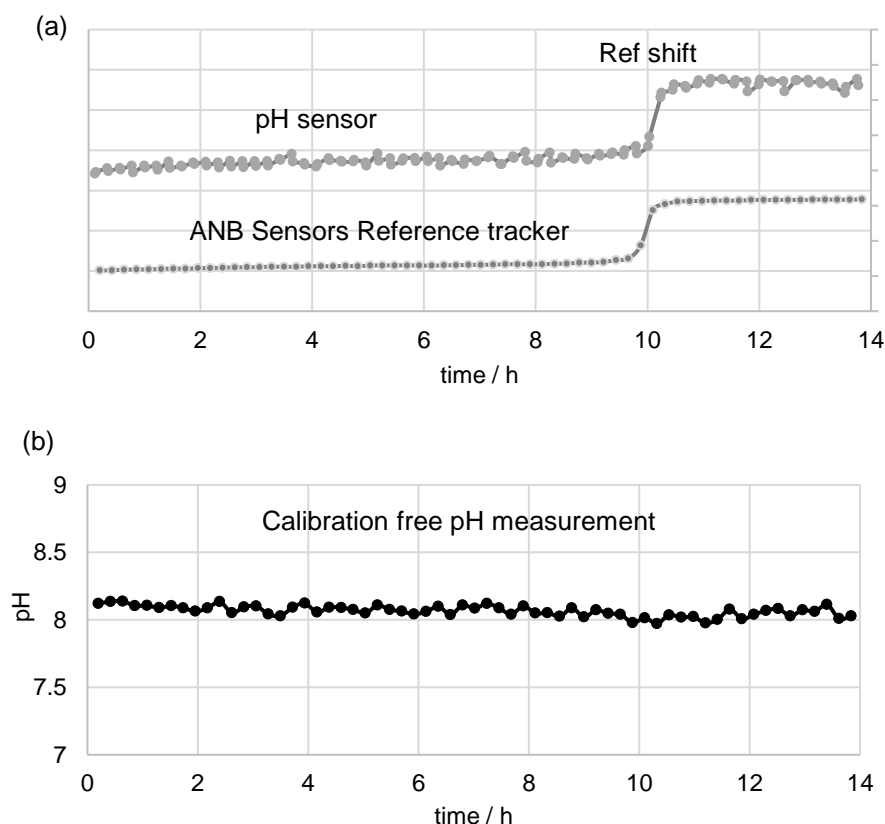 (a)
Ref shift
pH sensor
ANB Sensors Reference tracker
0 2 4 6 8 10 12 14
time / h
(b)
9
Calibration free pH measurement
8.5
pH
8
7.5
7
0 2 4 6 8 10 12 14
time / h